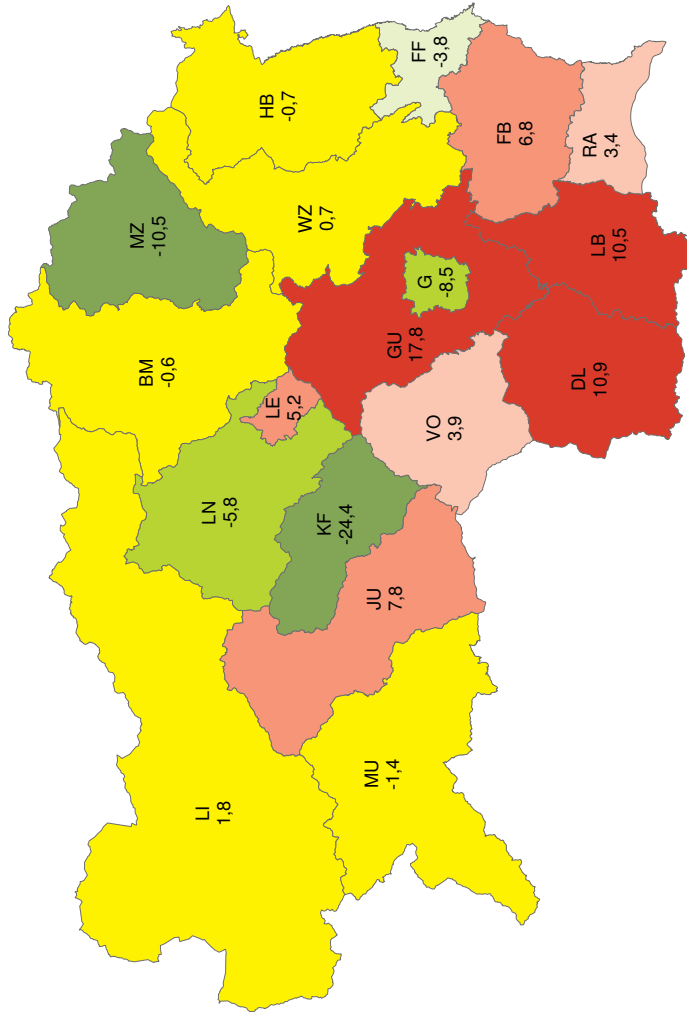 MZ
-10,5
BM
-0,6
LI
1,8
LN
-5,8
HB
-0,7
LE
5,2
WZ
0,7
KF
-24,4
MU
-1,4
JU
7,8
GU
17,8
FF
-3,8
G
-8,5
VO
3,9
FB
6,8
DL
10,9
RA
3,4
LB
10,5